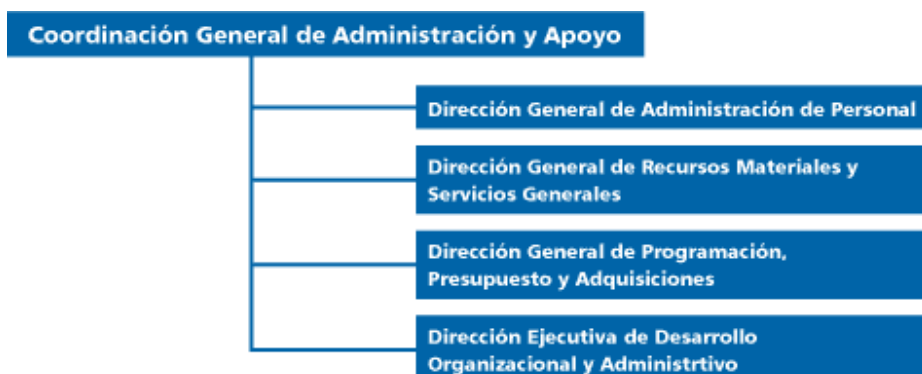 Coordinación General de Administración y Apoyo
Dirección General de Administración de Personal
Dirección General de Recursos Materiales y
Servicios Generales
Dirección General de Programación,
Presupuesto y Adquisiciones
Dirección Ejecutiva de Desarrollo
Organizacional y Administrtivo